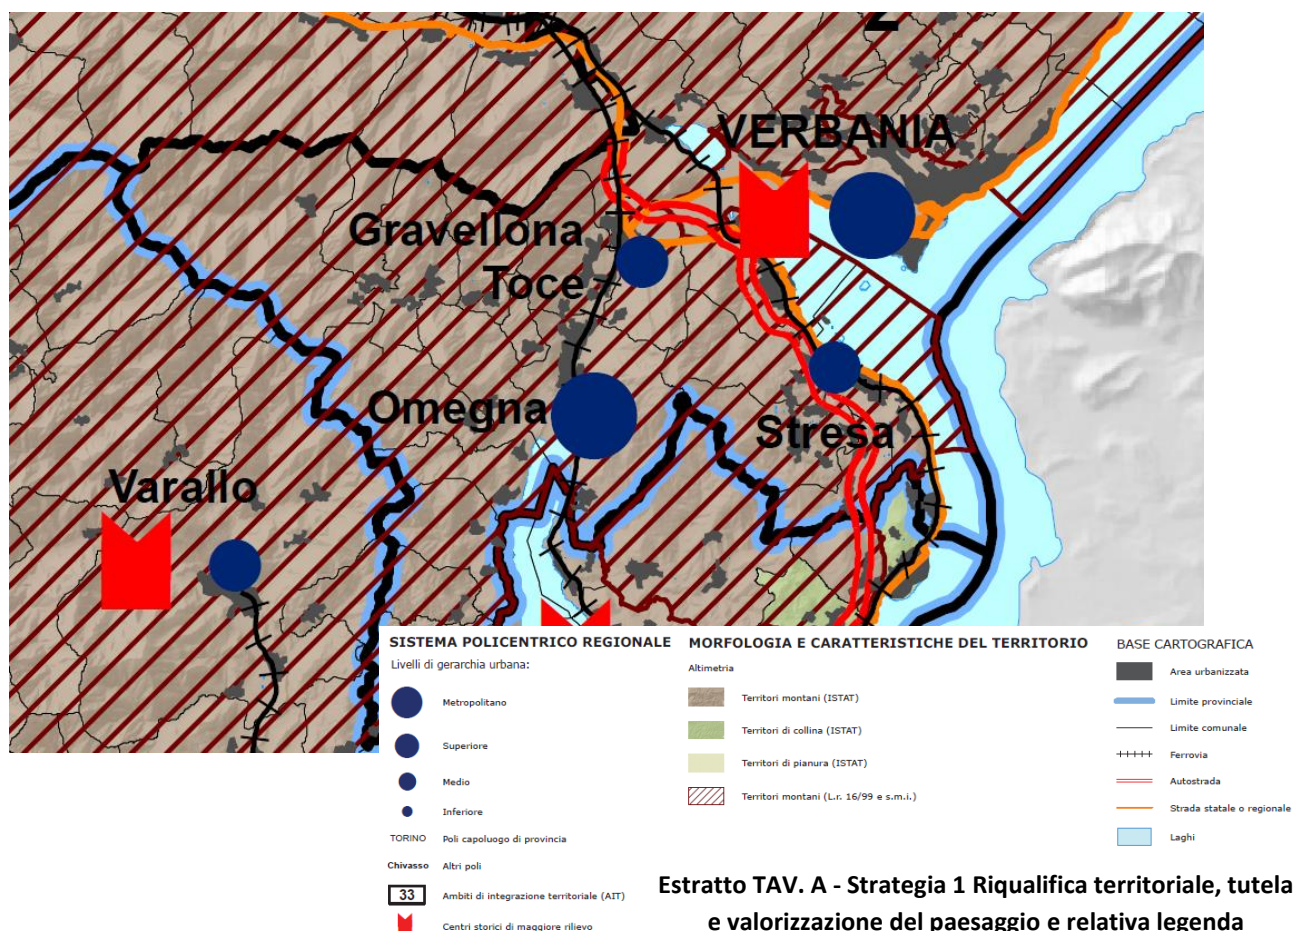 2
VERBANIA
Gravellona
Toce
Omegna
Stresa
Varallo
SISTEMA POLICENTRICO REGIONALE
Livelli di gerarchia urbana:
Metropolitano
Superiore
Medio
Inferiore
TORINO Poli capoluogo di provincia
Chivasso Altri poli
33 Ambiti di integrazione territoriale (AIT)
Centri storici di maggiore rilievo
MORFOLOGIA E CARATTERISTICHE DEL TERRITORIO
Altimetria
Territori montani (ISTAT)
Territori di collina (ISTAT)
Territori di pianura (ISTAT)
Territori montani (L.r. 16/99 e s.m.i.)
BASE CARTOGRAFICA
Area urbanizzata
Limite provinciale
Limite comunale
Ferrovia
Autostrada
Strada statale o regionale
Laghi
Estratto TAV. A - Strategia 1 Riqualifica territoriale, tutela
e valorizzazione del paesaggio e relativa legenda